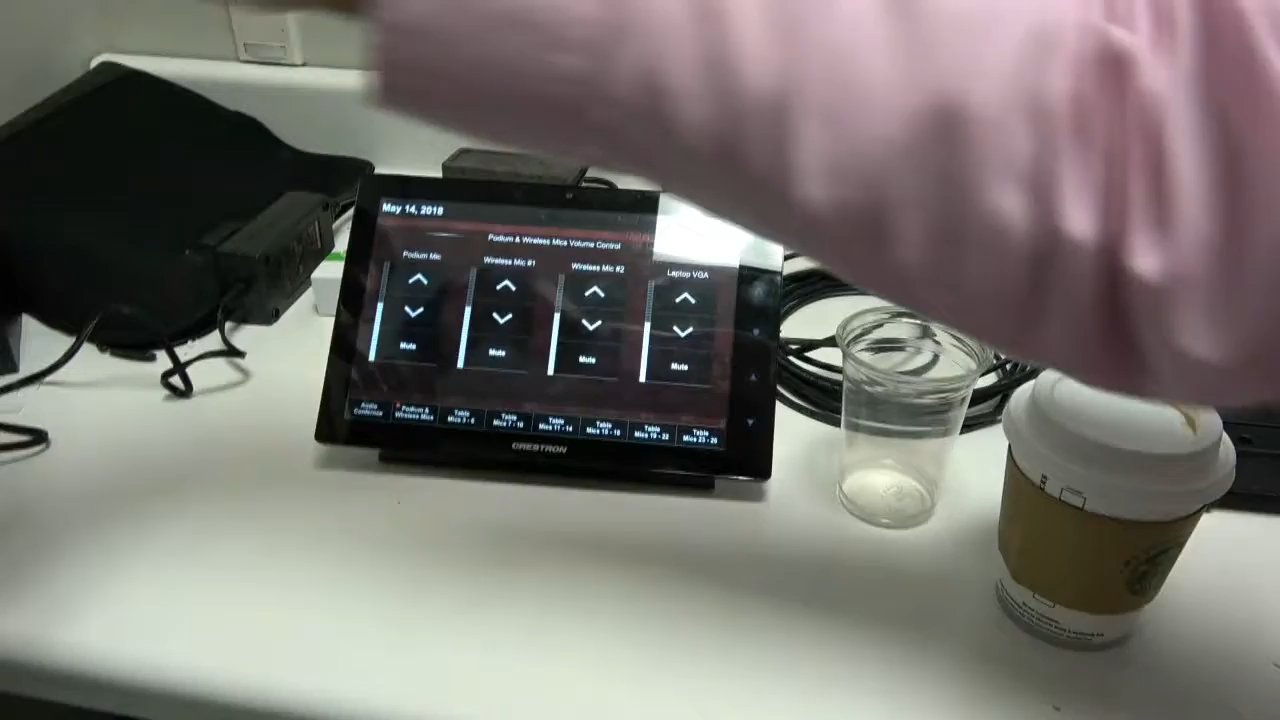 May 14, 2018
Podium & Wireless Mics Volume Control
Podium Mic
Wireless Mic #1
Wireless Mic #2
Laptop VGA
Mute
Mute
Mute
Mute
Audio Conference
Podium & Wireless Mics
Table Mics 3 - 6
Table Mics 7 - 10
Table Mics 11 - 14
Table Mics 15 - 18
Table Mics 19 - 22
Table Mics 23 - 26
CRESTRON